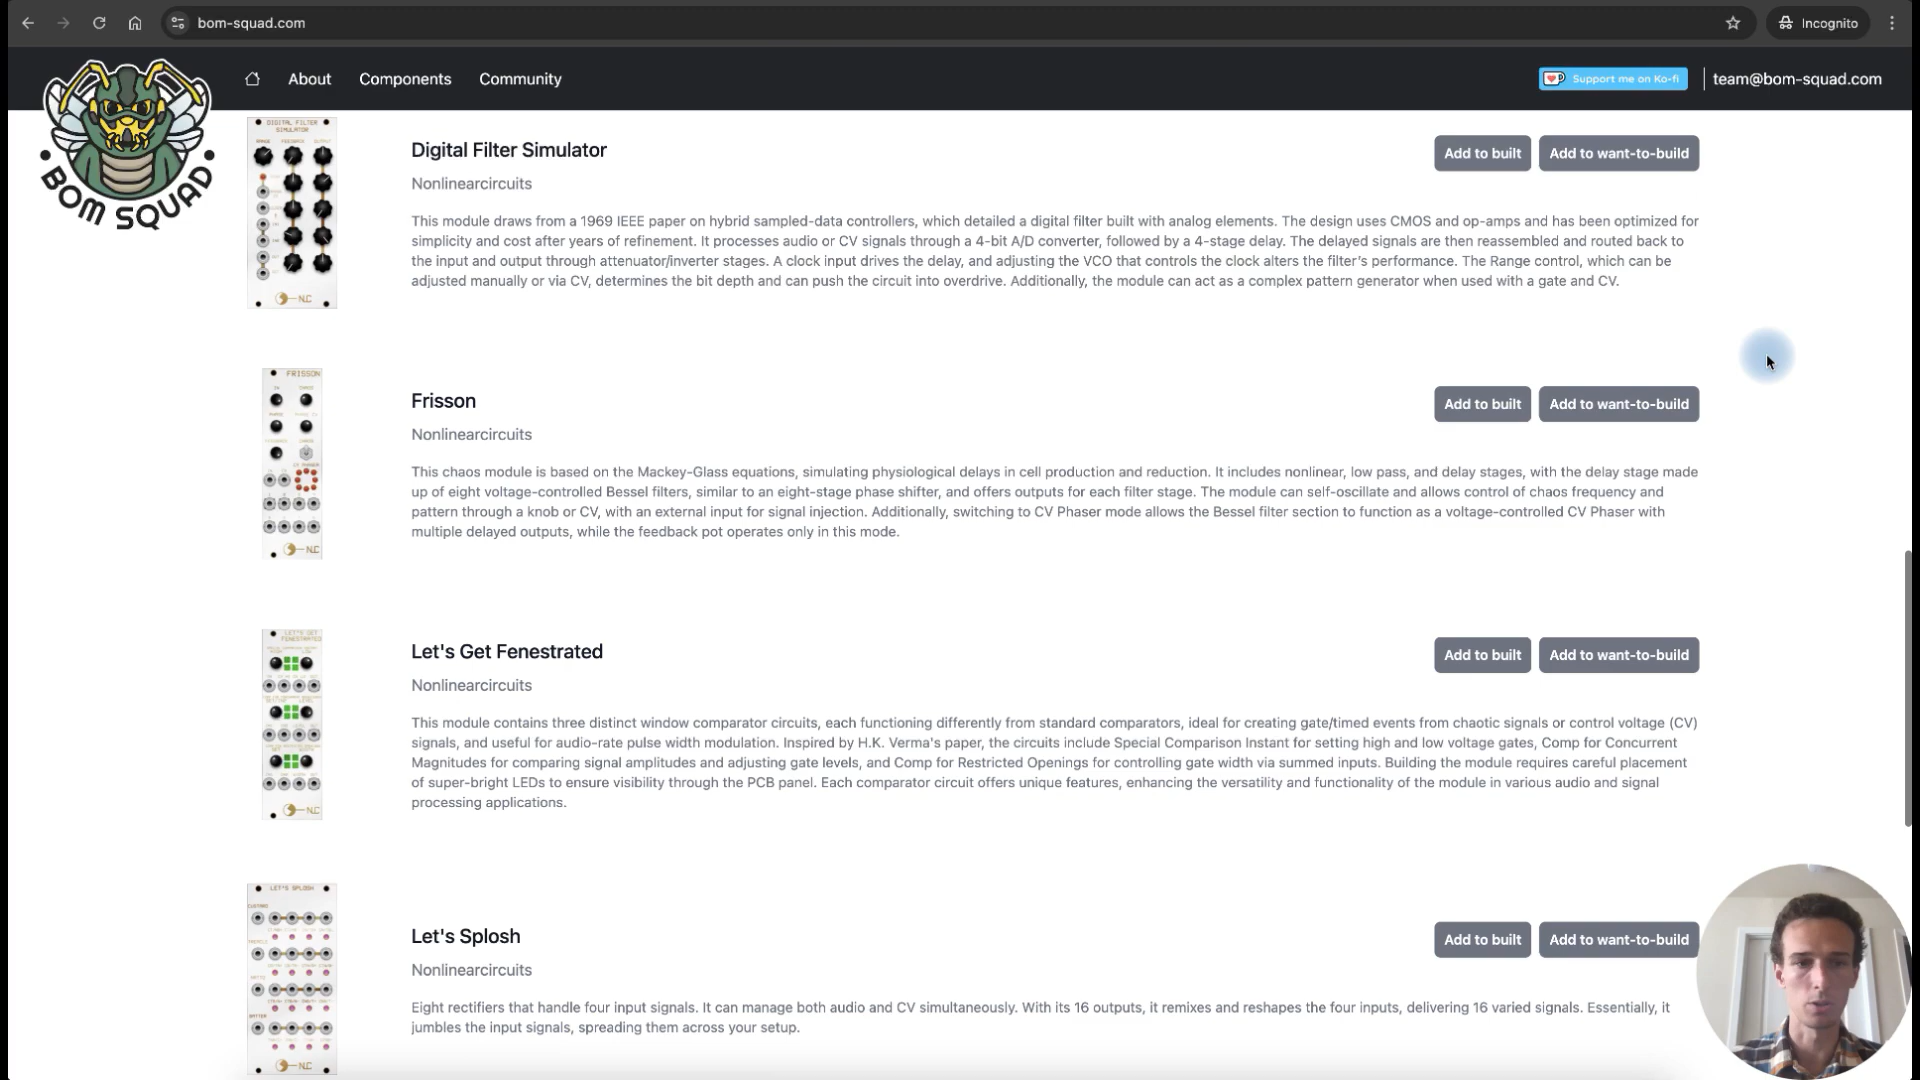 bom-squad.com
Incognito
About
Components
Community
Support me on Ko-fi
team@bom-squad.com
BOM SQUAD
DIGITAL FILTER
SIMULATOR
NLC
Digital Filter Simulator
Add to built
Add to want-to-build
Nonlinearcircuits
This module draws from a 1969 IEEE paper on hybrid sampled-data controllers, which detailed a digital filter built with analog elements. The design uses CMOS and op-amps and has been optimized for
simplicity and cost after years of refinement. It processes audio or CV signals through a 4-bit A/D converter, followed by a 4-stage delay. The delayed signals are then reassembled and routed back to
the input and output through attenuator/inverter stages. A clock input drives the delay, and adjusting the VCO that controls the clock alters the filter's performance. The Range control, which can be
adjusted manually or via CV, determines the bit depth and can push the circuit into overdrive. Additionally, the module can act as a complex pattern generator when used with a gate and CV.
FRISSON
NLC
Frisson
Add to built
Add to want-to-build
Nonlinearcircuits
This chaos module is based on the Mackey-Glass equations, simulating physiological delays in cell production and reduction. It includes nonlinear, low pass, and delay stages, with the delay stage made
up of eight voltage-controlled Bessel filters, similar to an eight-stage phase shifter, and offers outputs for each filter stage. The module can self-oscillate and allows control of chaos frequency and
pattern through a knob or CV, with an external input for signal injection. Additionally, switching to CV Phaser mode allows the Bessel filter section to function as a voltage-controlled CV Phaser with
multiple delayed outputs, while the feedback pot operates only in this mode.
LET'S GET
FENESTRATED
NLC
Let's Get Fenestrated
Add to built
Add to want-to-build
Nonlinearcircuits
This module contains three distinct window comparator circuits, each functioning differently from standard comparators, ideal for creating gate/timed events from chaotic signals or control voltage (CV)
signals, and useful for audio-rate pulse width modulation. Inspired by H.K. Verma's paper, the circuits include Special Comparison Instant for setting high and low voltage gates, Comp for Concurrent
Magnitudes for comparing signal amplitudes and adjusting gate levels, and Comp for Restricted Openings for controlling gate width via summed inputs. Building the module requires careful placement
of super-bright LEDs to ensure visibility through the PCB panel. Each comparator circuit offers unique features, enhancing the versatility and functionality of the module in various audio and signal
processing applications.
LET'S SPLOSH
NLC
Let's Splosh
Add to built
Add to want-to-build
Nonlinearcircuits
Eight rectifiers that handle four input signals. It can manage both audio and CV simultaneously. With its 16 outputs, it remixes and reshapes the four inputs, delivering 16 varied signals. Essentially, it
jumbles the input signals, spreading them across your setup.